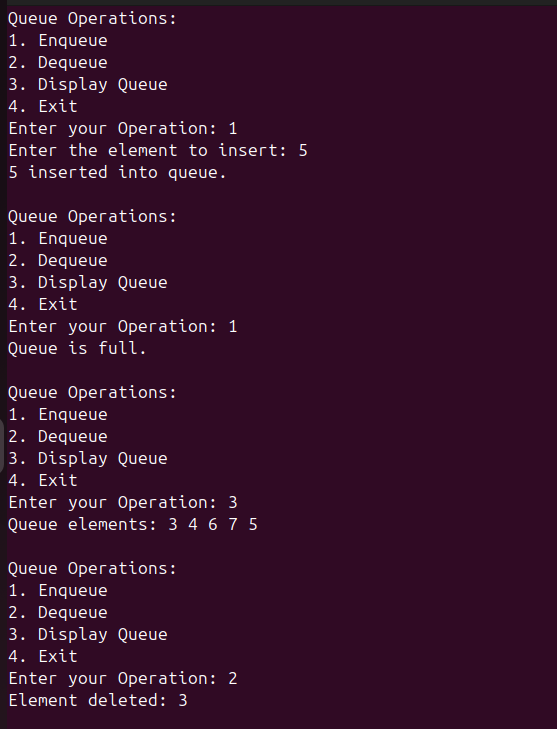 Queue Operations:
1. Enqueue
2. Dequeue
3. Display Queue
4. Exit
Enter your Operation: 1
Enter the element to insert: 5
5 inserted into queue.

Queue Operations:
1. Enqueue
2. Dequeue
3. Display Queue
4. Exit
Enter your Operation: 1
Queue is full.

Queue Operations:
1. Enqueue
2. Dequeue
3. Display Queue
4. Exit
Enter your Operation: 3
Queue elements: 3 4 6 7 5

Queue Operations:
1. Enqueue
2. Dequeue
3. Display Queue
4. Exit
Enter your Operation: 2
Element deleted: 3